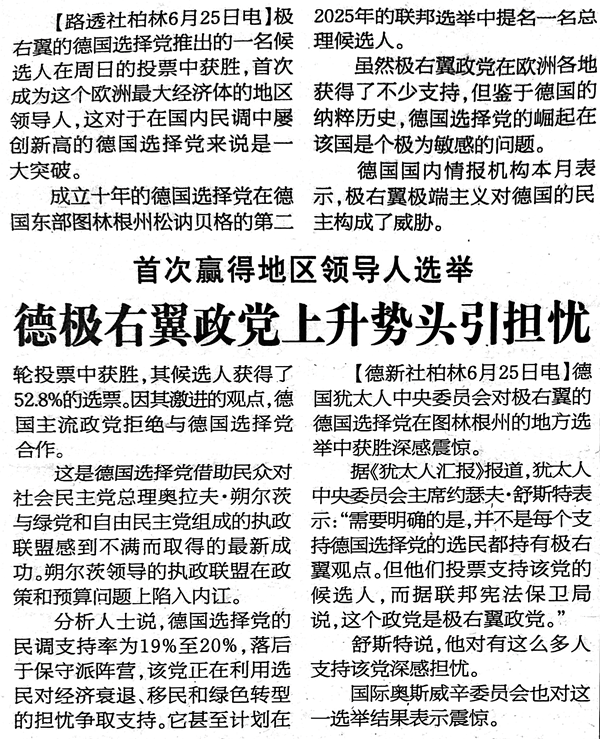 首次赢得地区领导人选举
德极右翼政党上升势头引担忧
【路透社柏林6月25日电】极
右翼的德国选择党推出的一名候
选人在周日的投票中获胜，首次
成为这个欧洲最大经济体的地区
领导人，这对于在国内民调中屡
创新高的德国选择党来说是一
大突破。
成立十年的德国选择党在德
国东部图林根州松讷贝格的第二
轮投票中获胜，其候选人获得了
52.8%的选票。因其激进的观点，德
国主流政党拒绝与德国选择党
合作。
这是德国选择党借助民众对
社会民主党总理奥拉夫·朔尔茨
与绿党和自由民主党组成的执政
联盟感到不满而取得的最新成
功。朔尔茨领导的执政联盟在政
策和预算问题上陷入内讧。
分析人士说，德国选择党的
民调支持率为19%至20%，落后
于保守派阵营，该党正在利用选
民对经济衰退、移民和绿色转型
的担忧争取支持。它甚至计划在
2025年的联邦选举中提名一名总
理候选人。
虽然极右翼政党在欧洲各地
获得了不少支持，但鉴于德国的
纳粹历史，德国选择党的崛起在
该国是个极为敏感的问题。
德国国内情报机构本月表
示，极右翼极端主义对德国的民
主构成了威胁。
【德新社柏林6月25日电】德
国犹太人中央委员会对极右翼的
德国选择党在图林根州的地方选
举中获胜深感震惊。
据《犹太人汇报》报道，犹太人
中央委员会主席约瑟夫·舒斯特表
示：“需要明确的是，并不是每个支
持德国选择党的选民都持有极右
翼观点。但他们投票支持该党的
候选人，而据联邦宪法保卫局
说，这个政党是极右翼政党。”
舒斯特说，他对有这么多人
支持该党深感担忧。
国际奥斯威辛委员会也对这
一选举结果表示震惊。